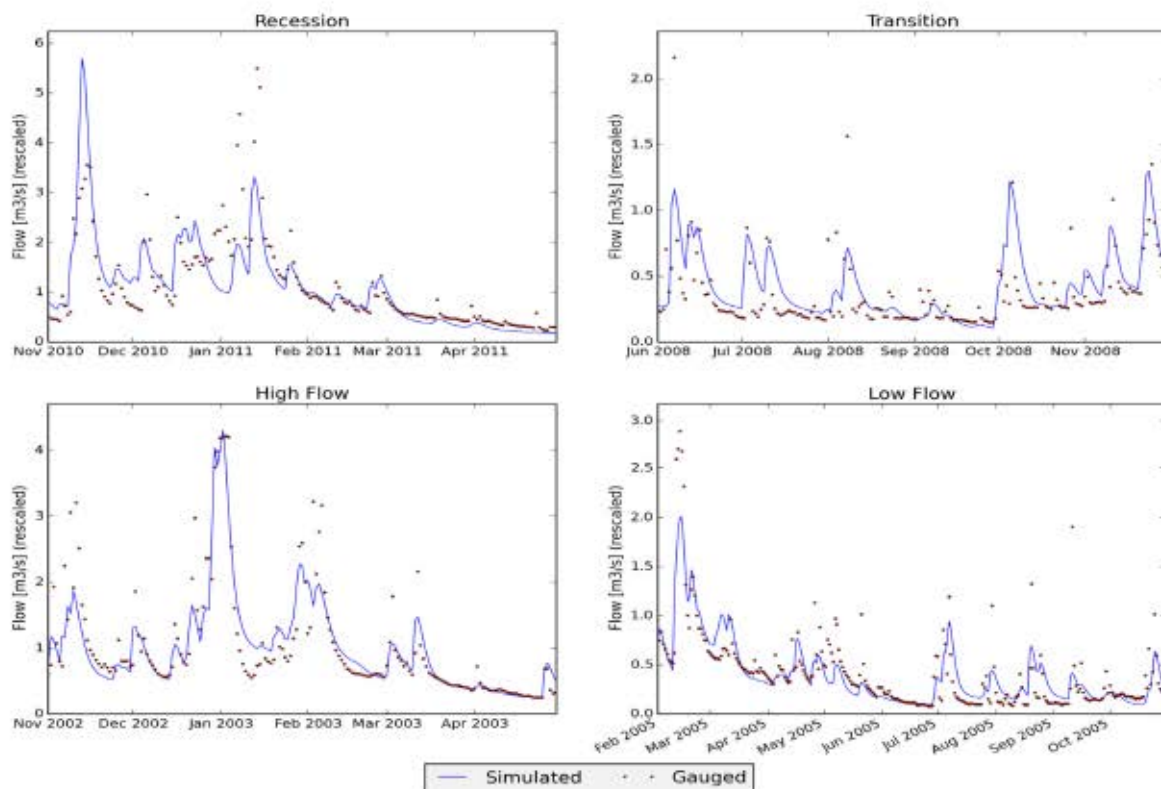 Recession
Flow [m3/s] (rescaled)
6
5
4
3
2
1
0
Nov 2010 Dec 2010 Jan 2011 Feb 2011 Mar 2011 Apr 2011
Transition
Flow [m3/s] (rescaled)
2.0
1.5
1.0
0.5
0.0
Jun 2008 Jul 2008 Aug 2008 Sep 2008 Oct 2008 Nov 2008
High Flow
Flow [m3/s] (rescaled)
4
3
2
1
0
Nov 2002 Dec 2002 Jan 2003 Feb 2003 Mar 2003 Apr 2003
Low Flow
Flow [m3/s] (rescaled)
3.0
2.5
2.0
1.5
1.0
0.5
0.0
Feb 2005 Mar 2005 Apr 2005 May 2005 Jun 2005 Jul 2005 Aug 2005 Sep 2005 Oct 2005
Simulated Gauged